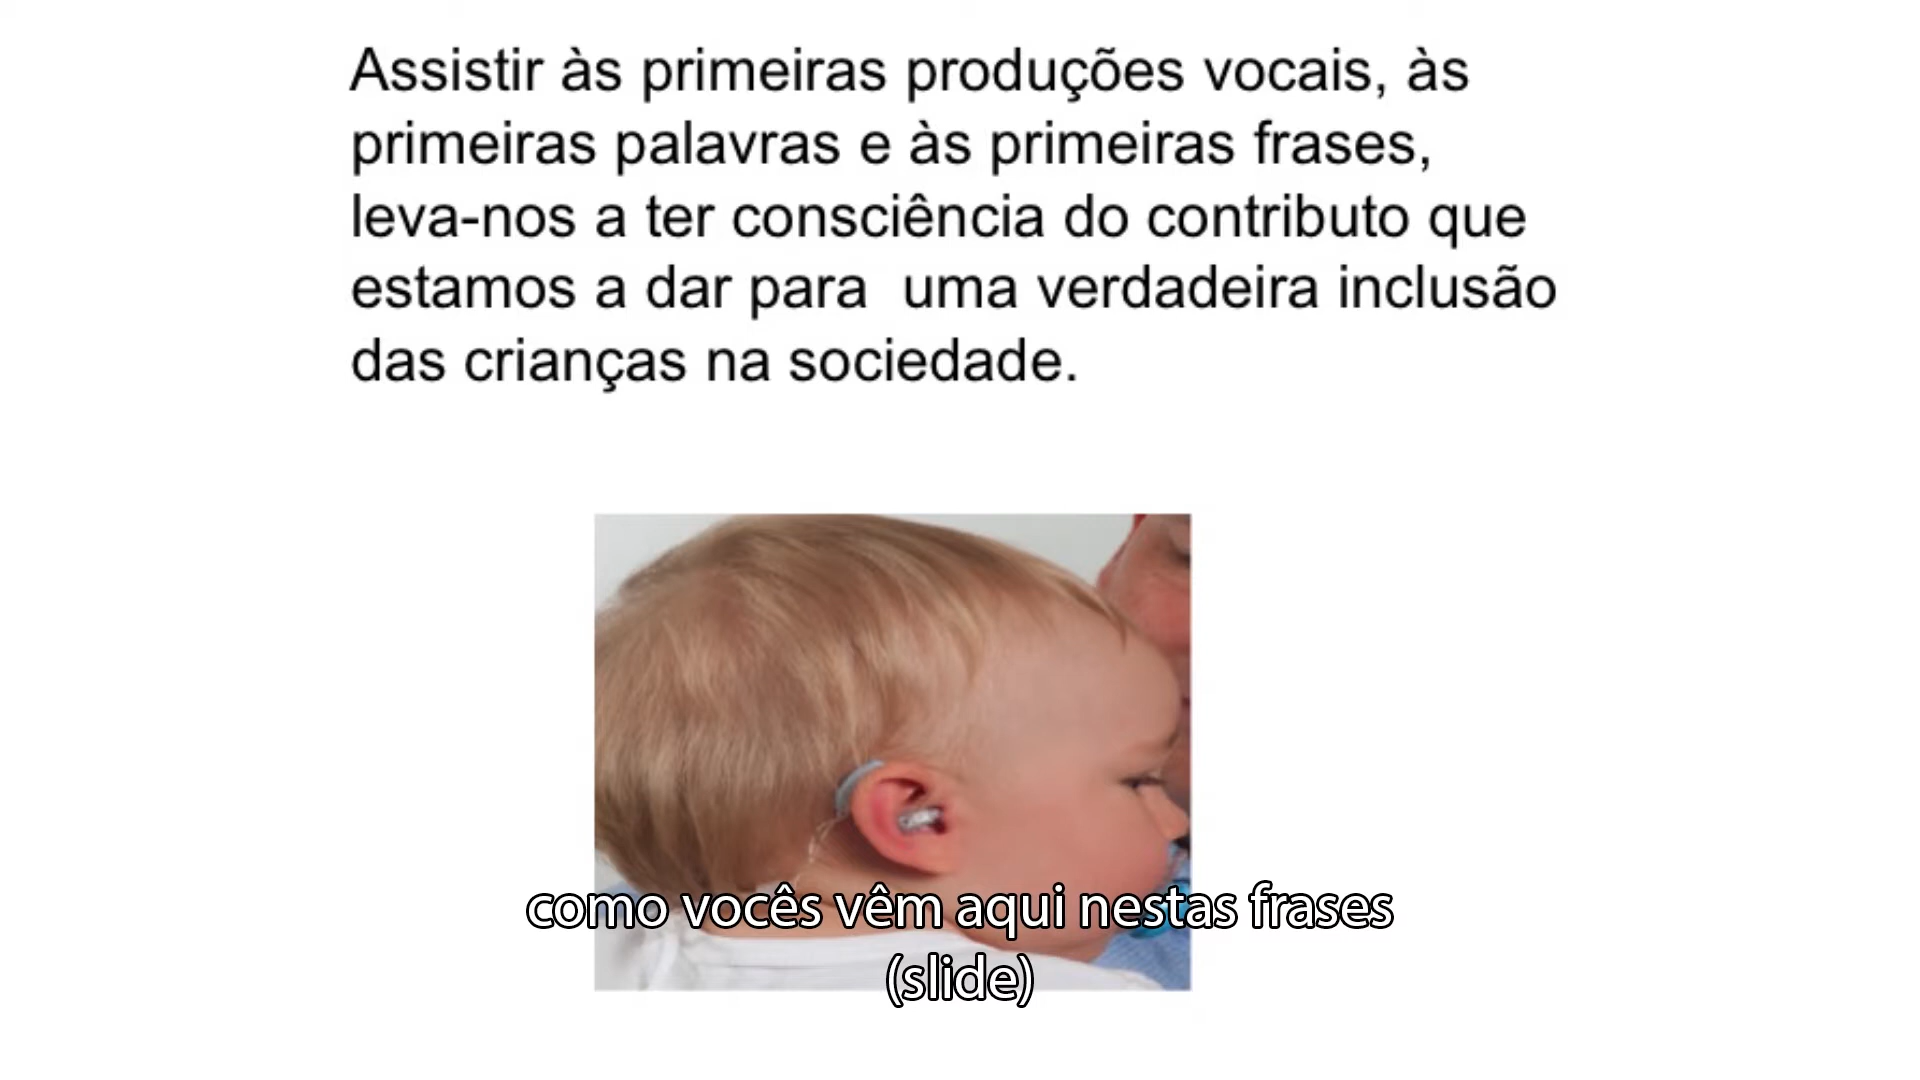 Assistir às primeiras produções vocais, às
primeiras palavras e às primeiras frases,
leva-nos a ter consciência do contributo que
estamos a dar para  uma verdadeira inclusão
das crianças na sociedade.
como vocês vêm aqui nestas frases
(slide)